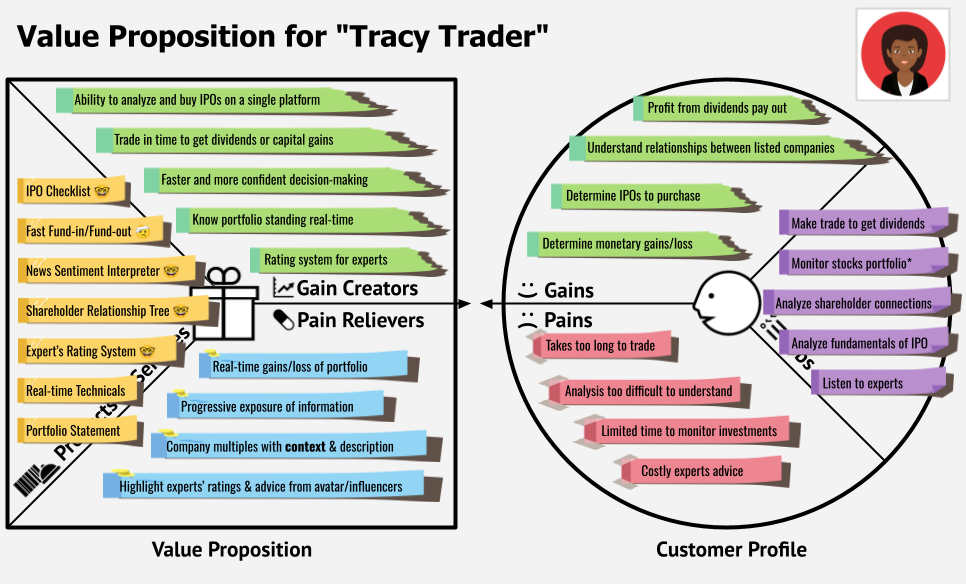 Value Proposition for "Tracy Trader"
Ability to analyze and buy IPOs on a single platform
Trade in time to get dividends or capital gains
Faster and more confident decision-making
Know portfolio standing real-time
Rating system for experts
Gain Creators
Pain Relievers
IPO Checklist 🤓
Fast Fund-in/Fund-out 🤕
News Sentiment Interpreter 🤓
Shareholder Relationship Tree 🤓
Expert's Rating System 🤓
Real-time Technicals
Portfolio Statement
Real-time gains/loss of portfolio
Progressive exposure of information
Company multiples with context & description
Highlight experts' ratings & advice from avatar/influencers
Value Proposition
Profit from dividends pay out
Understand relationships between listed companies
Determine IPOs to purchase
Determine monetary gains/loss
Gains
Pains
Takes too long to trade
Analysis too difficult to understand
Limited time to monitor investments
Costly experts advice
Make trade to get dividends
Monitor stocks portfolio*
Analyze shareholder connections
Analyze fundamentals of IPO
Listen to experts
Customer Profile